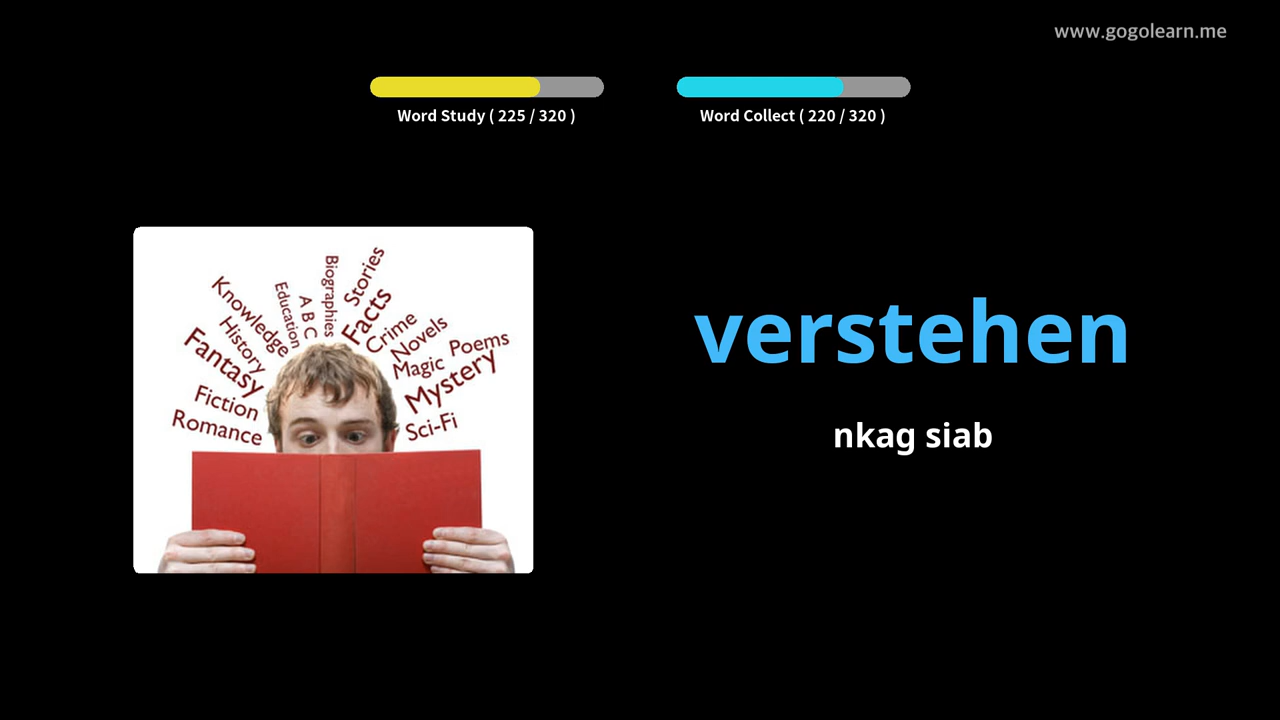 www.gogolearn.me
Word Study ( 225 / 320 )
Word Collect ( 220 / 320 )
Biographies
Stories
Education
A B C
Facts
Knowledge
Crime
Novels
History
Poems
Fantasy
Magic
Mystery
Fiction
Romance
Sci-Fi
verstehen
nkag siab